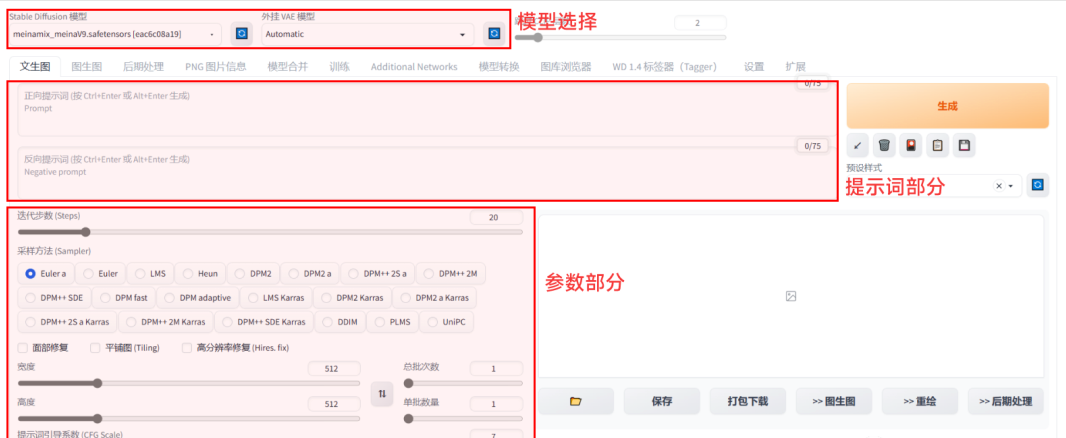 Stable Diffusion 模型
外挂 VAE 模型
模型选择
meinamix_meinaV9.safetensors [eac6c08a19]
Automatic
2
文生图 图生图 后期处理 PNG 图片信息 模型合并 训练 Additional Networks 模型转换 图库浏览器 WD 1.4 标签器 (Tagger) 设置 扩展
0/75
正向提示词 (按 Ctrl+Enter 或 Alt+Enter 生成)
Prompt
生成
0/75
反向提示词 (按 Ctrl+Enter 或 Alt+Enter 生成)
Negative prompt
预设样式
提示词部分
迭代步数 (Steps)
20
采样方法 (Sampler)
Euler a Euler LMS Heun DPM2 DPM2 a DPM++ 2S a DPM++ 2M
DPM++ SDE DPM fast DPM adaptive LMS Karras DPM2 Karras DPM2 a Karras
DPM++ 2S a Karras DPM++ 2M Karras DPM++ SDE Karras DDIM PLMS UniPC
参数部分
面部修复 平铺图 (Tiling) 高分辨率修复 (Hires. fix)
宽度
512
总批次数
1
高度
512
单批数量
1
保存 打包下载 >> 图生图 >> 重绘 >> 后期处理
提示词引导系数 (CFG Scale)
7